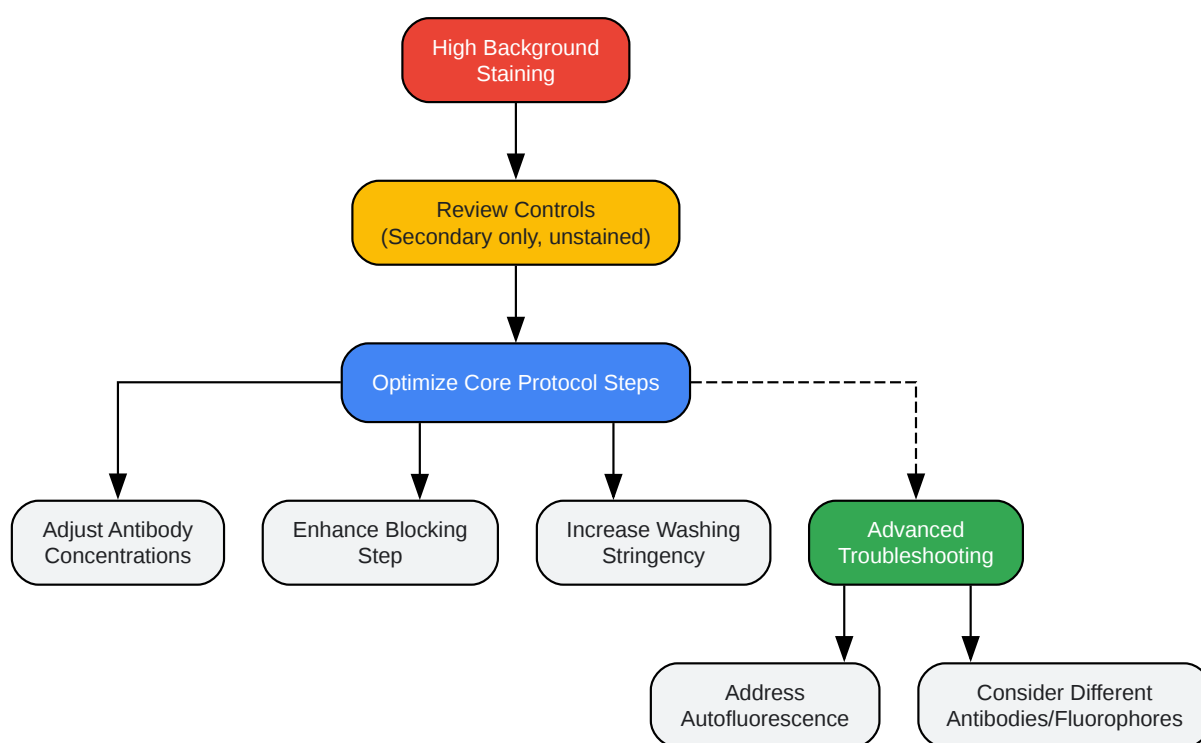 High Background
Staining
Review Controls
(Secondary only, unstained)
Optimize Core Protocol Steps
Adjust Antibody
Concentrations
Enhance Blocking
Step
Increase Washing
Stringency
Advanced
Troubleshooting
Address
Autofluorescence
Consider Different
Antibodies/Fluorophores